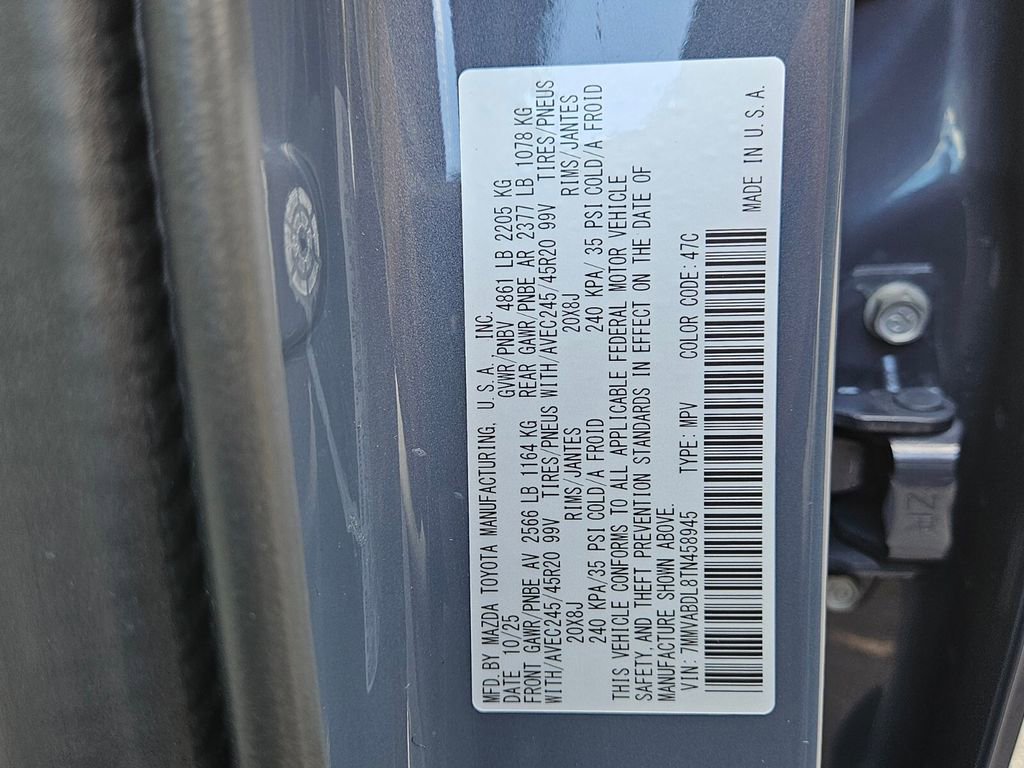 MFD.BY MAZDA TOYOTA MANUFACTURING, U.S.A., INC.
DATE 10/25 GVWR/PNBV 4861 LB 2205 KG
FRONT GAWR/PNBE AV 2566 LB 1164 KG REAR GAWR/PNBE AR 2377 LB 1078 KG
WITH/AVEC245/45R20 99V TIRES/PNEUS WITH/AVEC245/45R20 99V TIRES/PNEUS
20X8J RIMS/JANTES 20X8J RIMS/JANTES
240 KPA/35 PSI COLD/A FROID 240 KPA/35 PSI COLD/A FROID
THIS VEHICLE CONFORMS TO ALL APPLICABLE FEDERAL MOTOR VEHICLE
SAFETY,AND THEFT PREVENTION STANDARDS IN EFFECT ON THE DATE OF
MANUFACTURE SHOWN ABOVE.
VIN: 7MMVABDL8TN458945 TYPE: MPV COLOR CODE: 47C
MADE IN U.S.A.